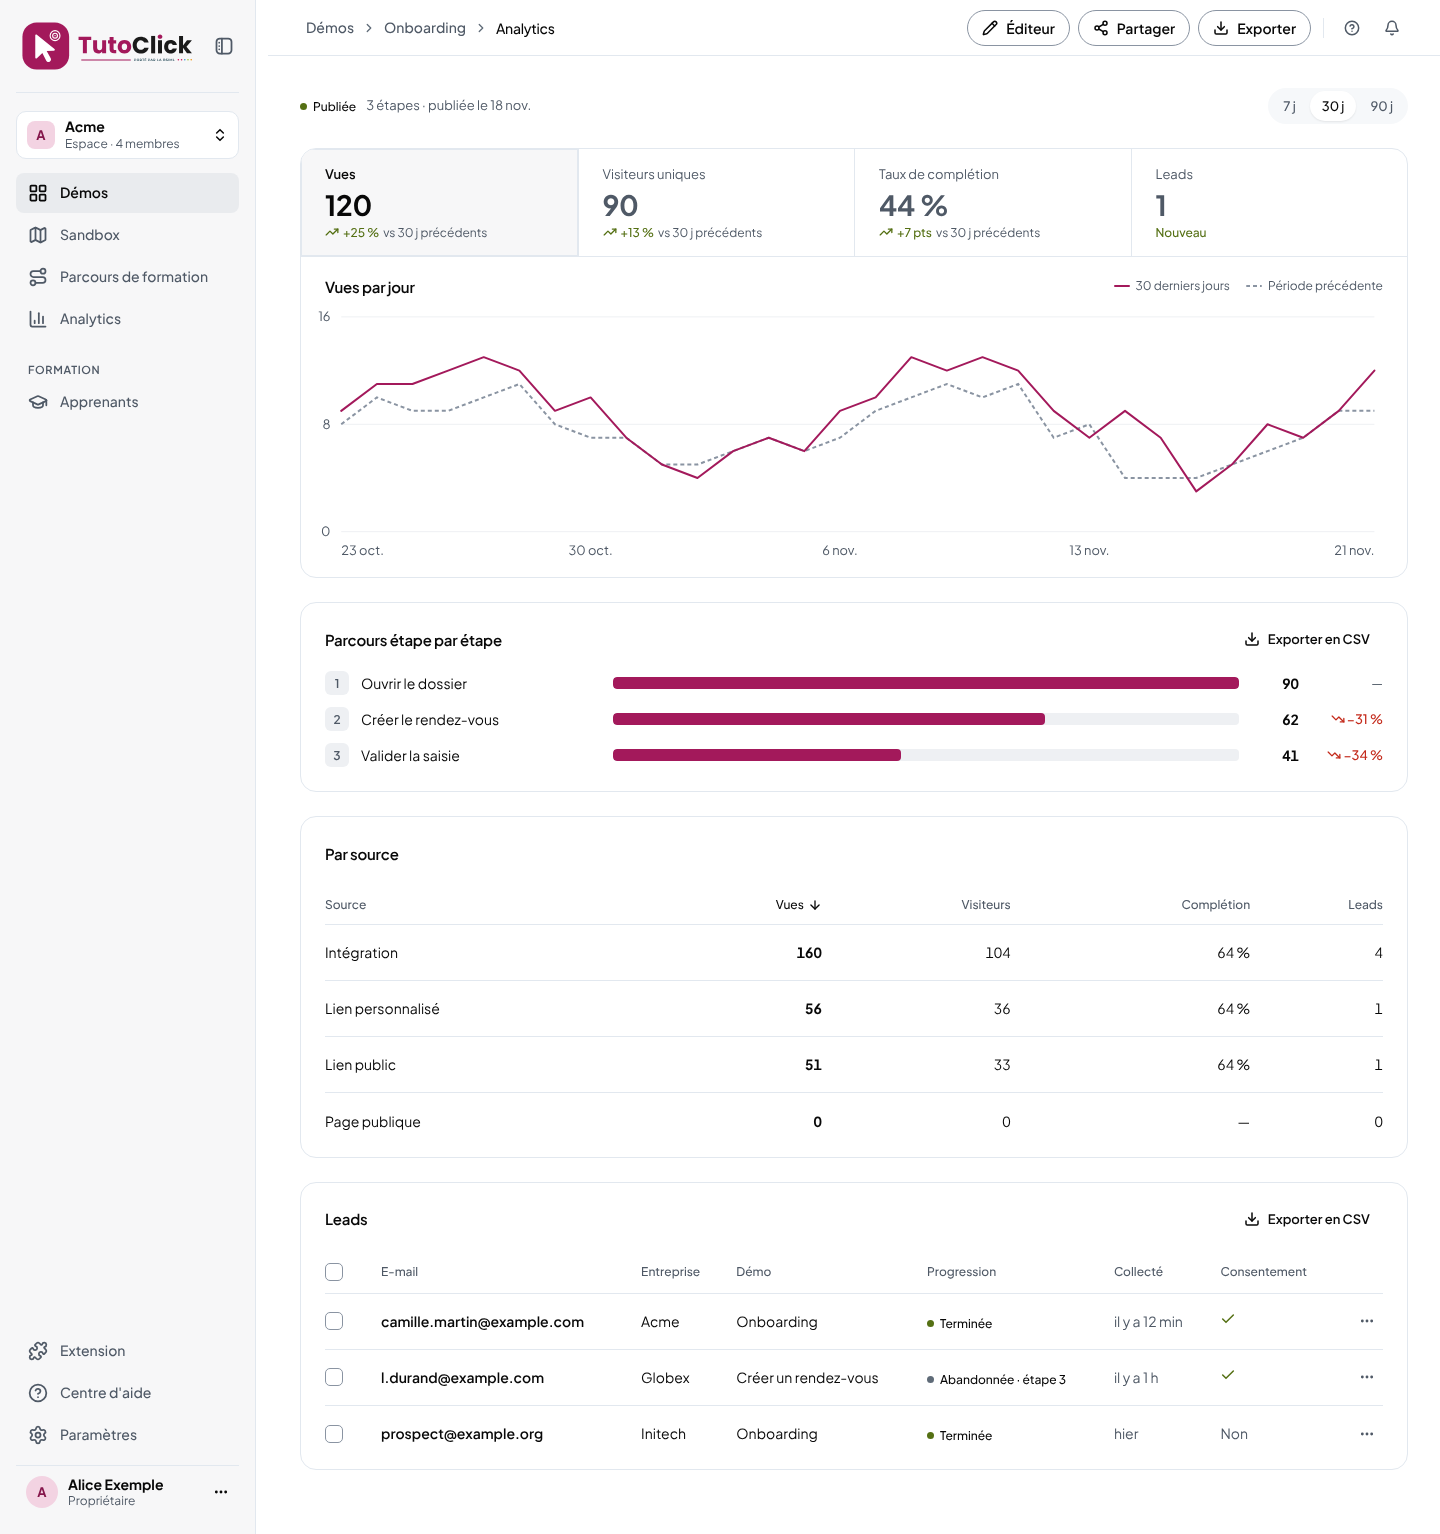 TutoClick
Démos
Onboarding
Analytics
Éditeur
Partager
Exporter
A
Acme
Espace · 4 membres
Démos
Sandbox
Parcours de formation
Analytics
FORMATION
Apprenants
Extension
Centre d'aide
Paramètres
A
Alice Exemple
Propriétaire
Publiée 3 étapes · publiée le 18 nov.
7 j 30 j 90 j
Vues
120
+25 % vs 30 j précédents
Visiteurs uniques
90
+13 % vs 30 j précédents
Taux de complétion
44 %
+7 pts vs 30 j précédents
Leads
1
Nouveau
Vues par jour
30 derniers jours Période précédente
16
8
0
23 oct. 30 oct. 6 nov. 13 nov. 21 nov.
Parcours étape par étape
Exporter en CSV
1 Ouvrir le dossier 90 —
2 Créer le rendez-vous 62 −31 %
3 Valider la saisie 41 −34 %
Par source
Source Vues Visiteurs Complétion Leads
Intégration 160 104 64 % 4
Lien personnalisé 56 36 64 % 1
Lien public 51 33 64 % 1
Page publique 0 0 — 0
Leads
Exporter en CSV
E-mail Entreprise Démo Progression Collecté Consentement
camille.martin@example.com Acme Onboarding Terminée il y a 12 min
l.durand@example.com Globex Créer un rendez-vous Abandonnée · étape 3 il y a 1 h
prospect@example.org Initech Onboarding Terminée hier Non